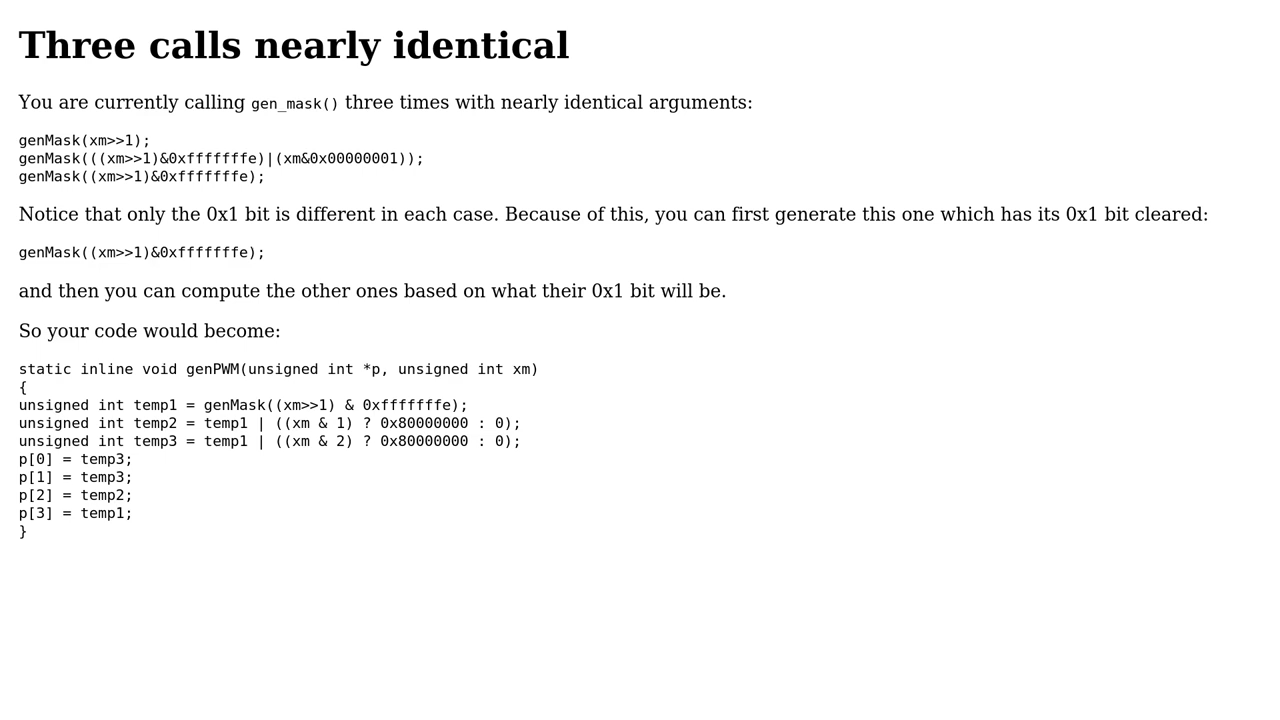 Three calls nearly identical
You are currently calling gen_mask() three times with nearly identical arguments:
genMask(xm>>1);
genMask(((xm>>1)&0xfffffffe)|(xm&0x00000001));
genMask((xm>>1)&0xfffffffe);
Notice that only the 0x1 bit is different in each case. Because of this, you can first generate this one which has its 0x1 bit cleared:
genMask((xm>>1)&0xfffffffe);
and then you can compute the other ones based on what their 0x1 bit will be.
So your code would become:
static inline void genPWM(unsigned int *p, unsigned int xm)
{
unsigned int temp1 = genMask((xm>>1) & 0xfffffffe);
unsigned int temp2 = temp1 | ((xm & 1) ? 0x80000000 : 0);
unsigned int temp3 = temp1 | ((xm & 2) ? 0x80000000 : 0);
p[0] = temp3;
p[1] = temp3;
p[2] = temp2;
p[3] = temp1;
}